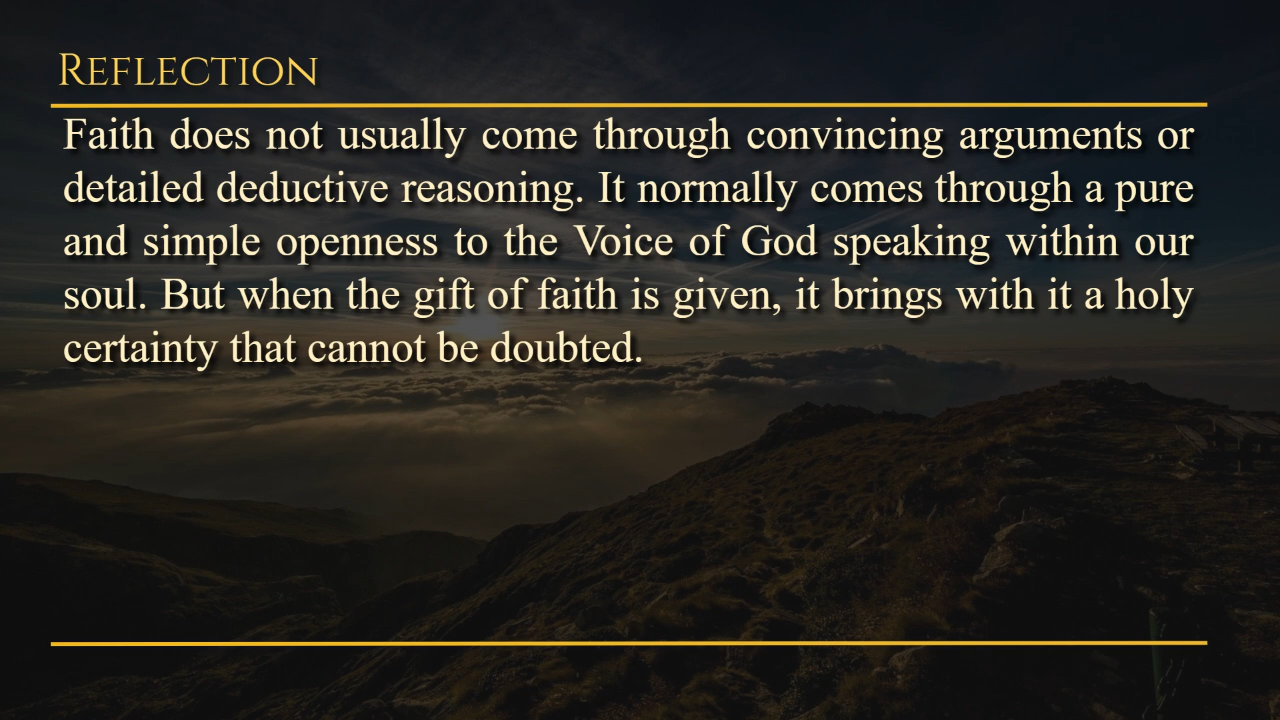 Reflection
Faith does not usually come through convincing arguments or
detailed deductive reasoning. It normally comes through a pure
and simple openness to the Voice of God speaking within our
soul. But when the gift of faith is given, it brings with it a holy
certainty that cannot be doubted.